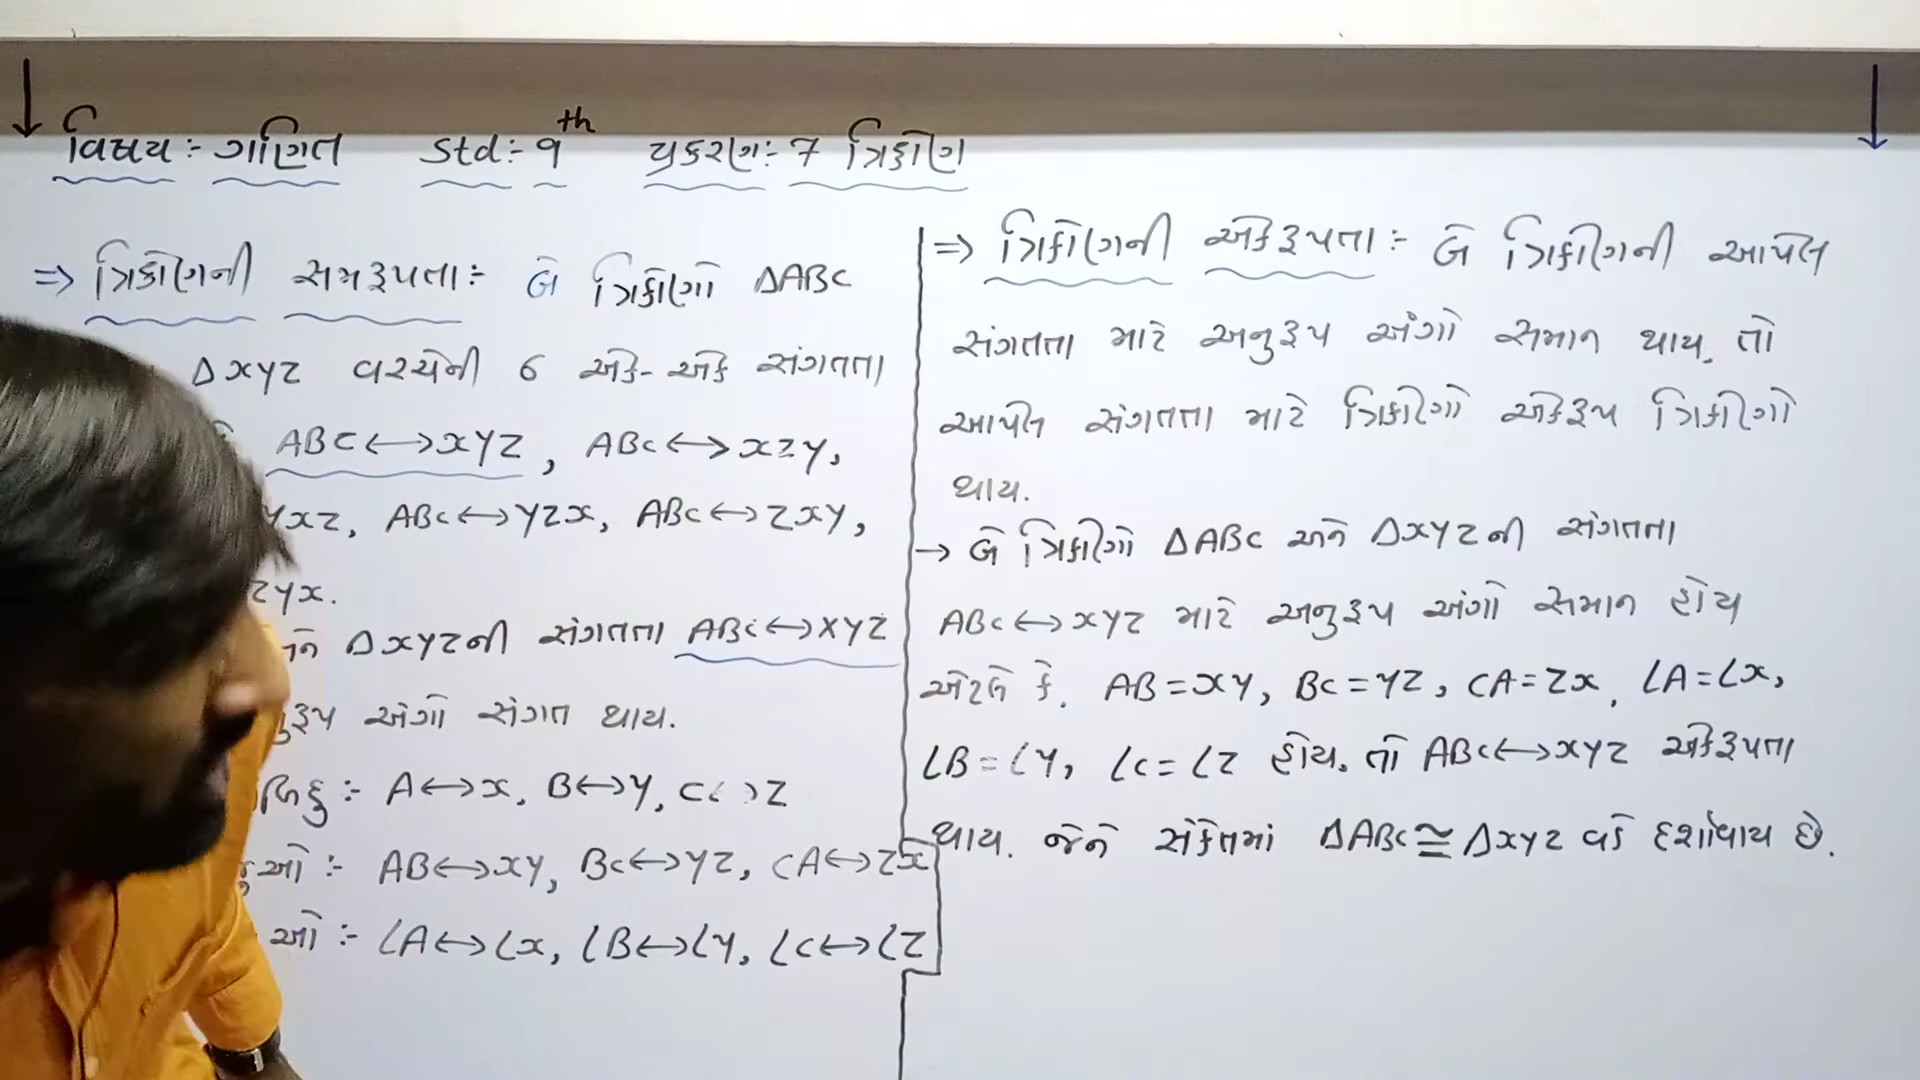 વિષય :- ગણિત Std :- 9th પ્રકરણ :- 7 ત્રિકોણ
⇒ ત્રિકોણની સમરૂપતા :- બે ત્રિકોણો ΔABC
ΔXYZ વચ્ચેની 6 એક-એક સંગતતા
ABC ↔ XYZ, ABC ↔ XZY,
YXZ, ABC ↔ YZX, ABC ↔ ZXY,
ZYX.
ΔXYZની સંગતતા ABC ↔ XYZ
રૂપ અંગો સંગત થાય.
બિંદુ :- A ↔ X, B ↔ Y, C ↔ Z
ઓ :- AB ↔ XY, BC ↔ YZ, CA ↔ ZX
ઓ :- ∠A ↔ ∠X, ∠B ↔ ∠Y, ∠C ↔ ∠Z
⇒ ત્રિકોણની એકરૂપતા :- બે ત્રિકોણની આપેલ
સંગતતા માટે અનુરૂપ અંગો સમાન થાય, તો
આપેલ સંગતતા માટે ત્રિકોણો એકરૂપ ત્રિકોણો
થાય.
→ બે ત્રિકોણો ΔABC અને ΔXYZની સંગતતા
ABC ↔ XYZ માટે અનુરૂપ અંગો સમાન હોય
એટલે કે, AB = XY, BC = YZ, CA = ZX, ∠A = ∠X,
∠B = ∠Y, ∠C = ∠Z હોય, તો ABC ↔ XYZ એકરૂપતા
થાય. જેને સંકેતમાં ΔABC ≅ ΔXYZ વડે દર્શાવાય છે.